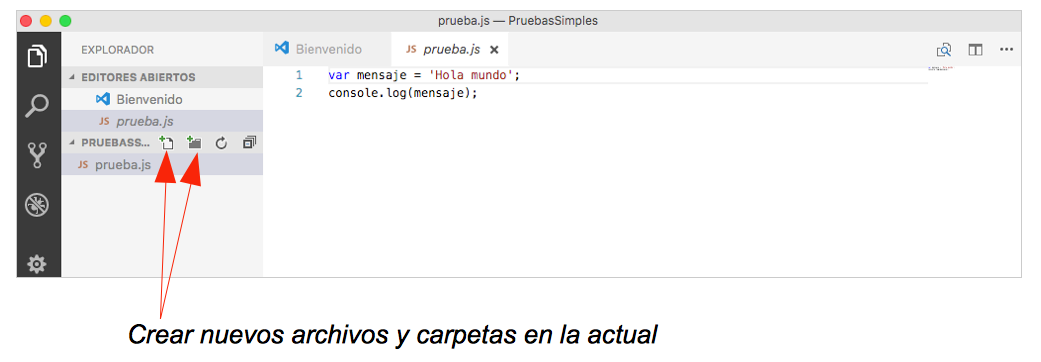 prueba.js — PruebasSimples
EXPLORADOR
EDITORES ABIERTOS
Bienvenido
JS prueba.js
PRUEBASS...
JS prueba.js
Bienvenido
JS prueba.js
1 var mensaje = 'Hola mundo';
2 console.log(mensaje);
Crear nuevos archivos y carpetas en la actual